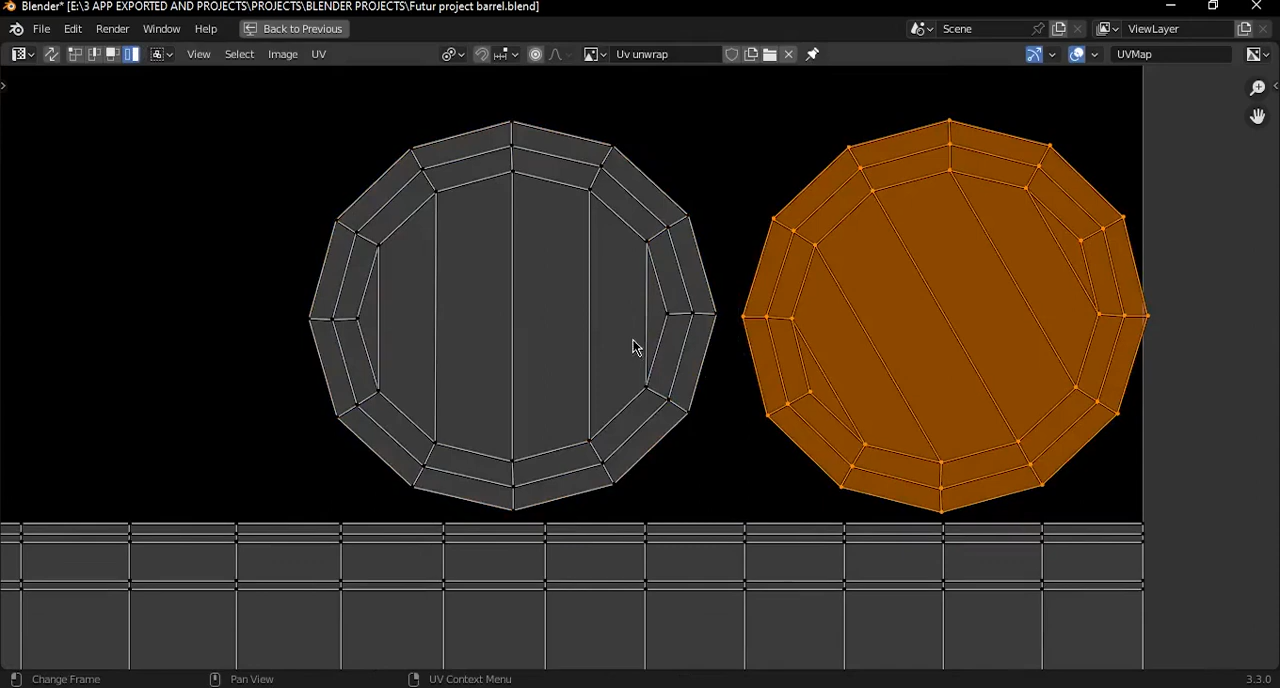 Blender* [E:\3 APP EXPORTED AND PROJECTS\PROJECTS\BLENDER PROJECTS\Futur project barrel.blend]
File Edit Render Window Help Back to Previous Scene ViewLayer
View Select Image UV Uv unwrap UVMap
Change Frame Pan View UV Context Menu 3.3.0